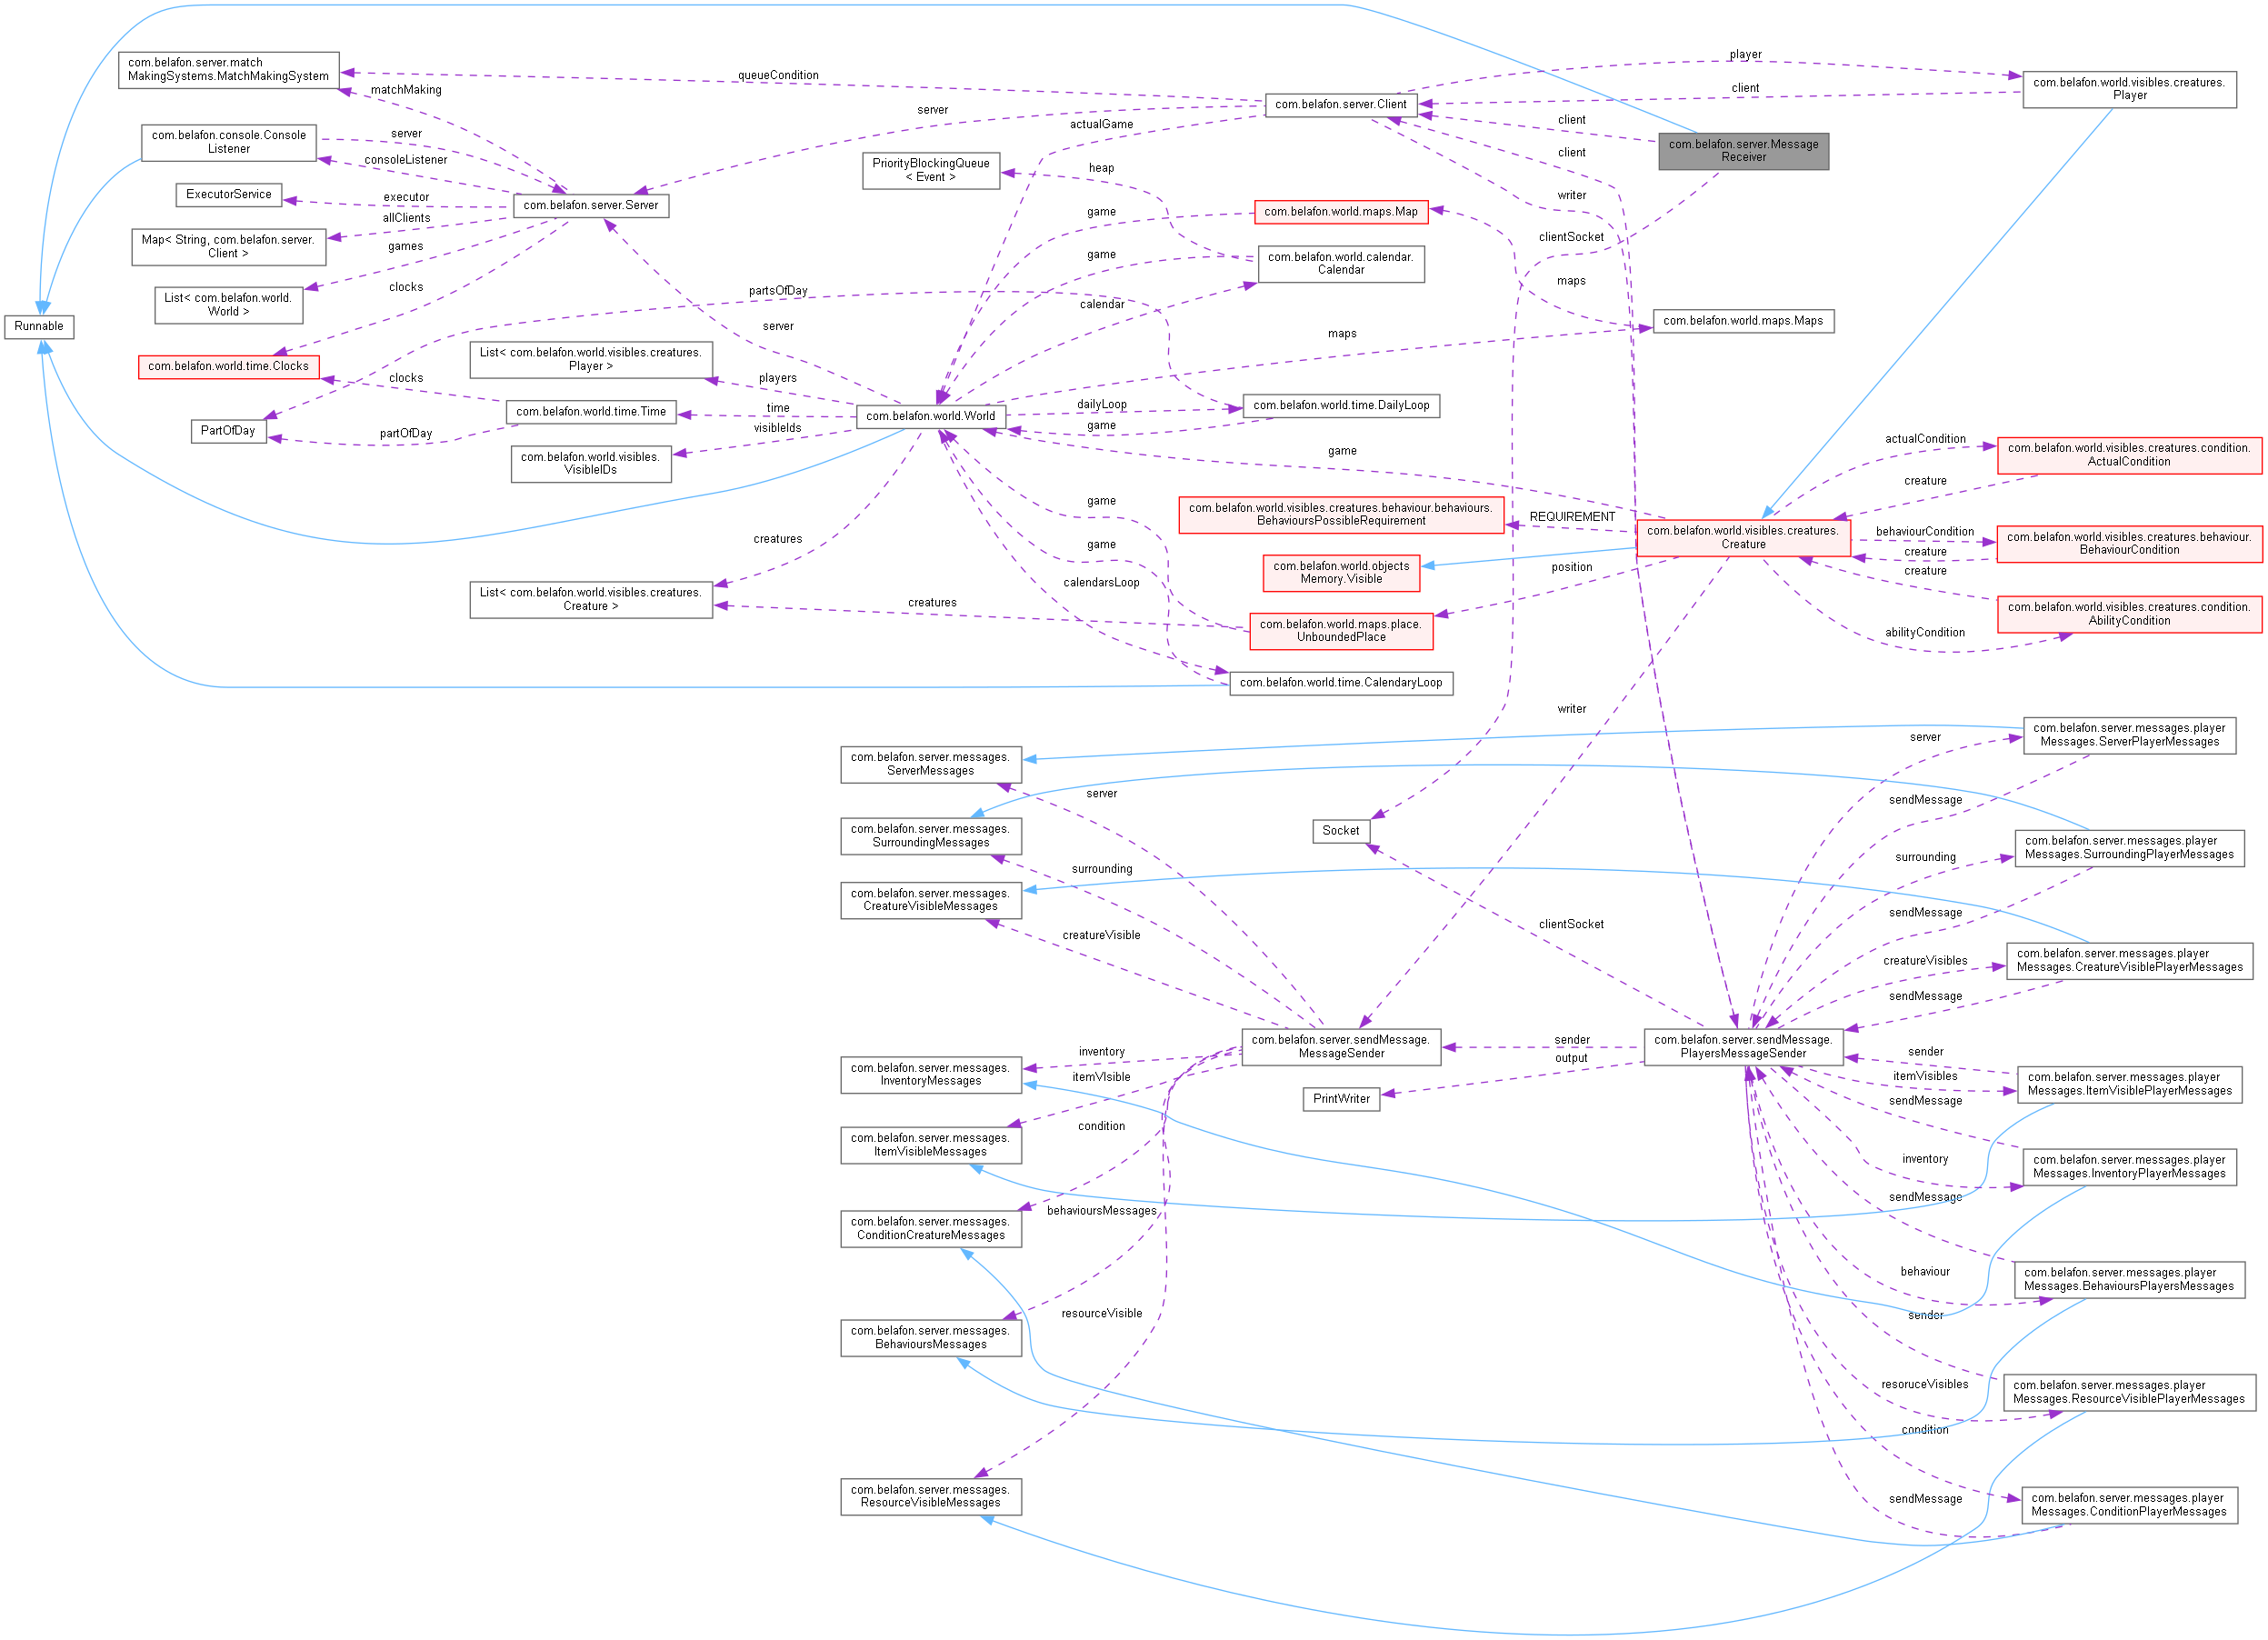 player
com.belafon.server.match
MakingSystems.MatchMakingSystem
queueCondition
com.belafon.world.visibles.creatures.
Player
client
matchMaking
com.belafon.server.Client
server
client
actualGame
com.belafon.console.Console
Listener
server
com.belafon.server.Message
Receiver
consoleListener
client
PriorityBlockingQueue
< Event >
heap
ExecutorService
executor
writer
com.belafon.server.Server
game
com.belafon.world.maps.Map
allClients
Map< String, com.belafon.server.
Client >
games
clientSocket
game
com.belafon.world.calendar.
Calendar
clocks
partsOfDay
maps
List< com.belafon.world.
World >
calendar
Runnable
server
maps
com.belafon.world.maps.Maps
List< com.belafon.world.visibles.creatures.
Player >
com.belafon.world.time.Clocks
clocks
players
com.belafon.world.time.Time
time
com.belafon.world.World
dailyLoop
com.belafon.world.time.DailyLoop
game
PartOfDay
partOfDay
visibleIds
actualCondition
com.belafon.world.visibles.creatures.condition.
ActualCondition
game
com.belafon.world.visibles.
VisibleIDs
creature
game
com.belafon.world.visibles.creatures.behaviour.behaviours.
BehavioursPossibleRequirement
REQUIREMENT
com.belafon.world.visibles.creatures.
Creature
behaviourCondition
com.belafon.world.visibles.creatures.behaviour.
BehaviourCondition
creature
creatures
game
com.belafon.world.objects
Memory.Visible
position
creature
calendarsLoop
List< com.belafon.world.visibles.creatures.
Creature >
creatures
com.belafon.world.maps.place.
UnboundedPlace
com.belafon.world.visibles.creatures.condition.
AbilityCondition
abilityCondition
com.belafon.world.time.CalendaryLoop
writer
com.belafon.server.messages.player
Messages.ServerPlayerMessages
server
com.belafon.server.messages.
ServerMessages
server
sendMessage
com.belafon.server.messages.
SurroundingMessages
Socket
com.belafon.server.messages.player
Messages.SurroundingPlayerMessages
surrounding
surrounding
com.belafon.server.messages.
CreatureVisibleMessages
sendMessage
clientSocket
creatureVisible
creatureVisibles
com.belafon.server.messages.player
Messages.CreatureVisiblePlayerMessages
sendMessage
com.belafon.server.sendMessage.
MessageSender
sender
com.belafon.server.sendMessage.
PlayersMessageSender
sender
inventory
output
com.belafon.server.messages.
InventoryMessages
itemVisibles
com.belafon.server.messages.player
Messages.ItemVisiblePlayerMessages
itemVIsible
PrintWriter
sendMessage
condition
com.belafon.server.messages.
ItemVisibleMessages
inventory
com.belafon.server.messages.player
Messages.InventoryPlayerMessages
sendMessage
behavioursMessages
com.belafon.server.messages.
ConditionCreatureMessages
behaviour
com.belafon.server.messages.player
Messages.BehavioursPlayersMessages
resourceVisible
sender
com.belafon.server.messages.
BehavioursMessages
resoruceVisibles
com.belafon.server.messages.player
Messages.ResourceVisiblePlayerMessages
condition
com.belafon.server.messages.
ResourceVisibleMessages
sendMessage
com.belafon.server.messages.player
Messages.ConditionPlayerMessages